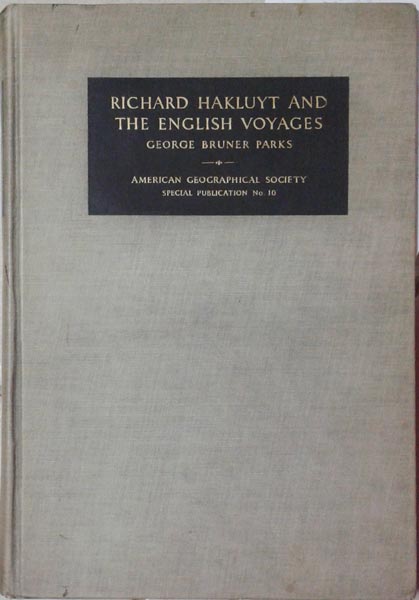 RICHARD HAKLUYT AND
THE ENGLISH VOYAGES
GEORGE BRUNER PARKS
AMERICAN GEOGRAPHICAL SOCIETY
SPECIAL PUBLICATION No. 10